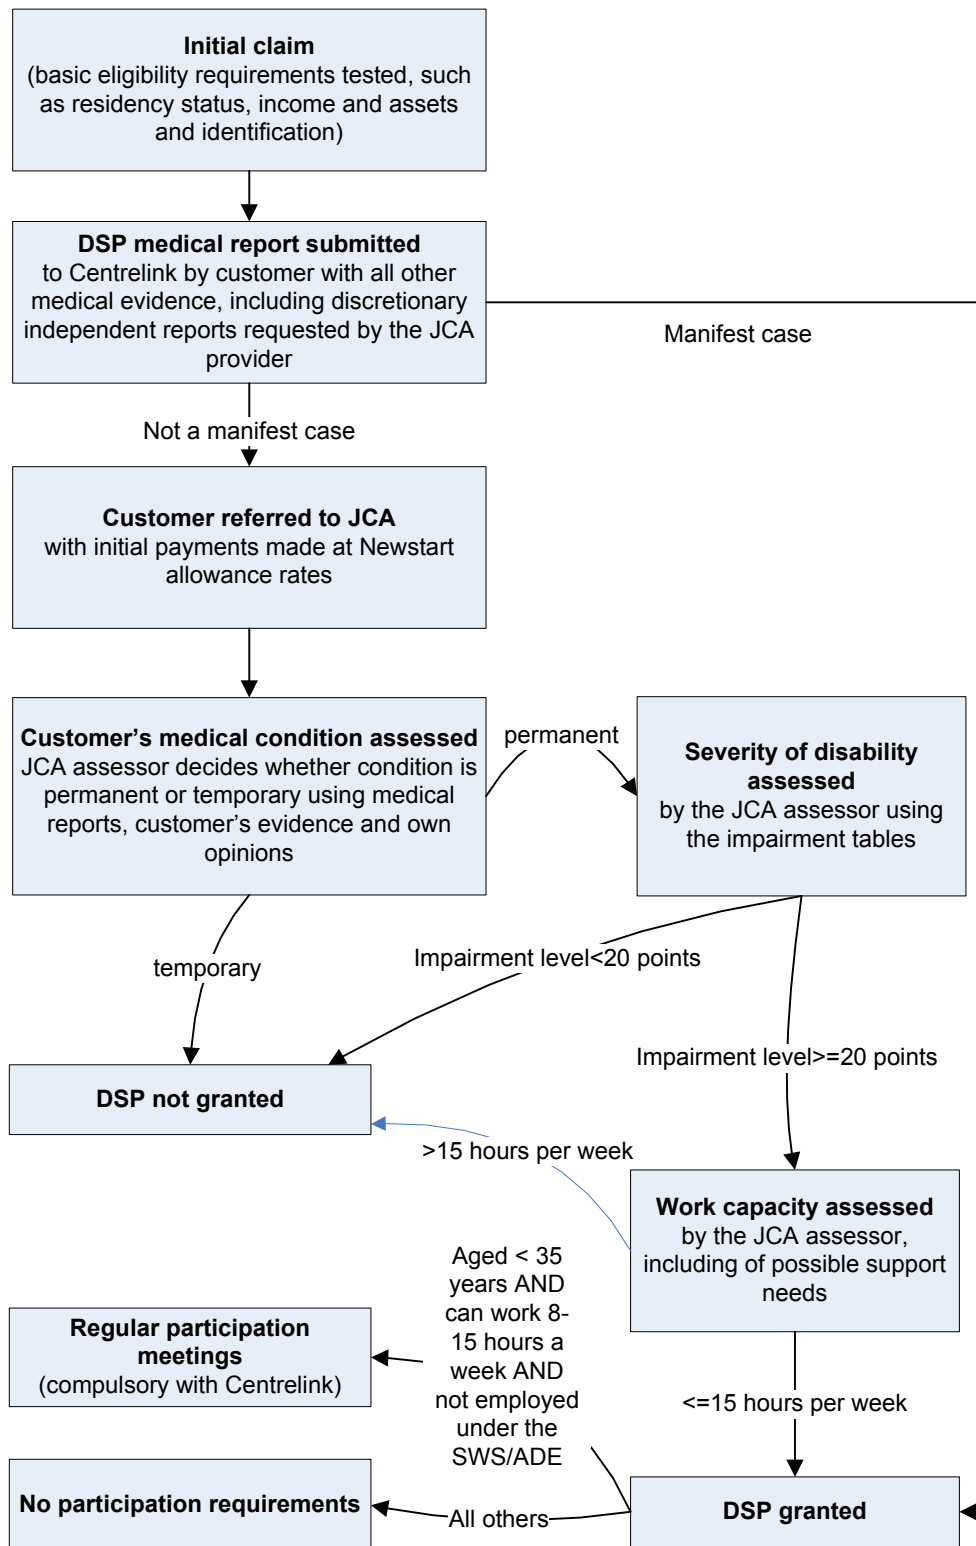 Initial claim
(basic eligibility requirements tested, such
as residency status, income and assets
and identification)
DSP medical report submitted
to Centrelink by customer with all other
medical evidence, including discretionary
independent reports requested by the JCA
provider
Manifest case
Not a manifest case
Customer referred to JCA
with initial payments made at Newstart
allowance rates
Customer’s medical condition assessed
JCA assessor decides whether condition is
permanent or temporary using medical
reports, customer’s evidence and own
opinions
permanent
Severity of disability
assessed
by the JCA assessor using
the impairment tables
temporary
Impairment level<20 points
Impairment level>=20 points
DSP not granted
>15 hours per week
Work capacity assessed
by the JCA assessor,
including of possible support
needs
Aged < 35
years AND
can work 8-
15 hours a
week AND
not employed
under the
SWS/ADE
Regular participation
meetings
(compulsory with Centrelink)
<=15 hours per week
No participation requirements
All others
DSP granted